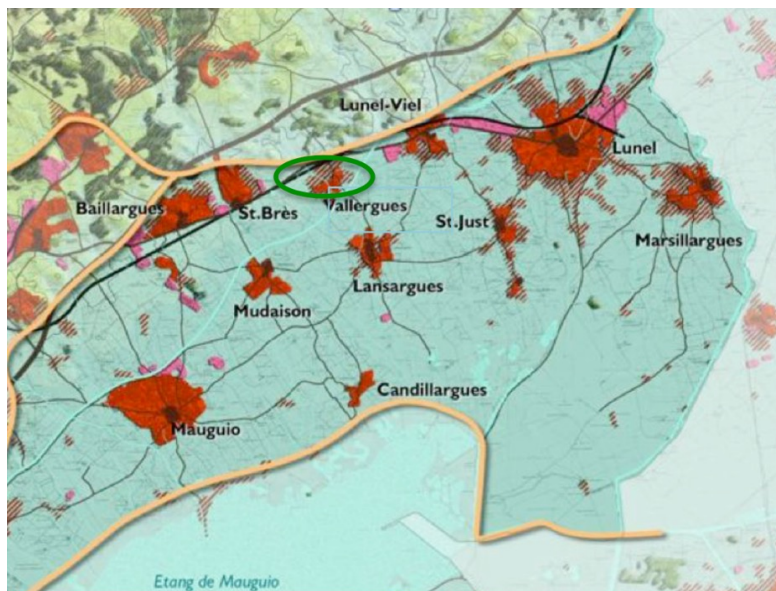 Lunel-Viel
Lunel
Baillargues
St.Brès
Vallergues
St.Just
Marsillargues
Lansargues
Mudaison
Candillargues
Mauguio
Etang de Mauguio